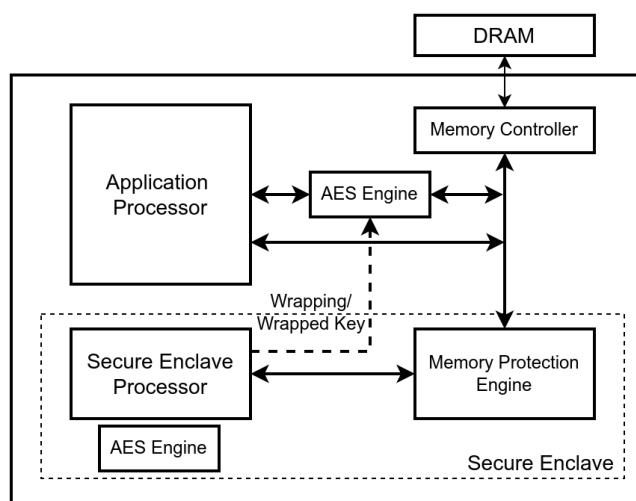 DRAM
Memory Controller
Application
Processor
AES Engine
Wrapping/
Wrapped Key
Secure Enclave
Processor
Memory Protection
Engine
AES Engine
Secure Enclave